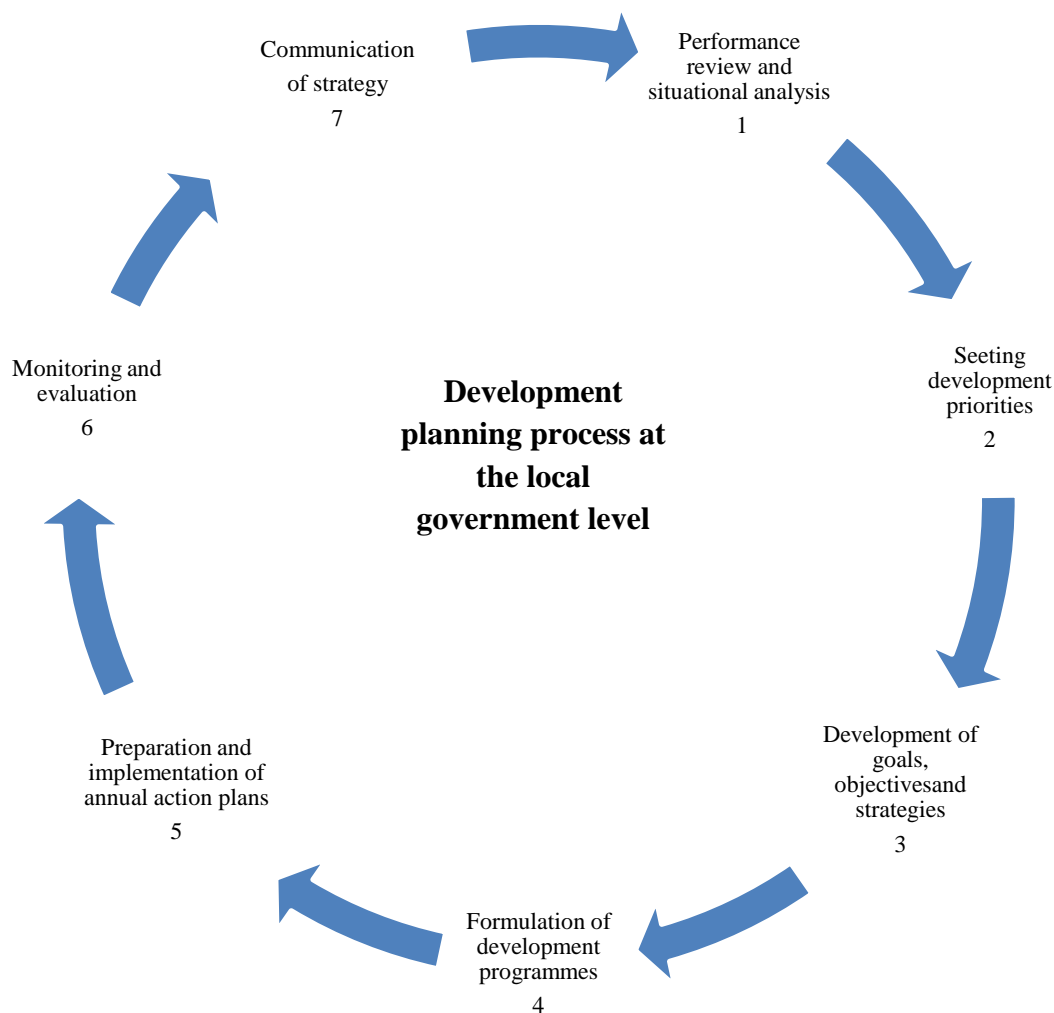 Performance
review and
situational analysis
1
Seeting
development
priorities
2
Development of
goals,
objectivesand
strategies
3
Formulation of
development
programmes
4
Preparation and
implementation of
annual action plans
5
Monitoring and
evaluation
6
Communication
of strategy
7
Development
planning process at
the local
government level